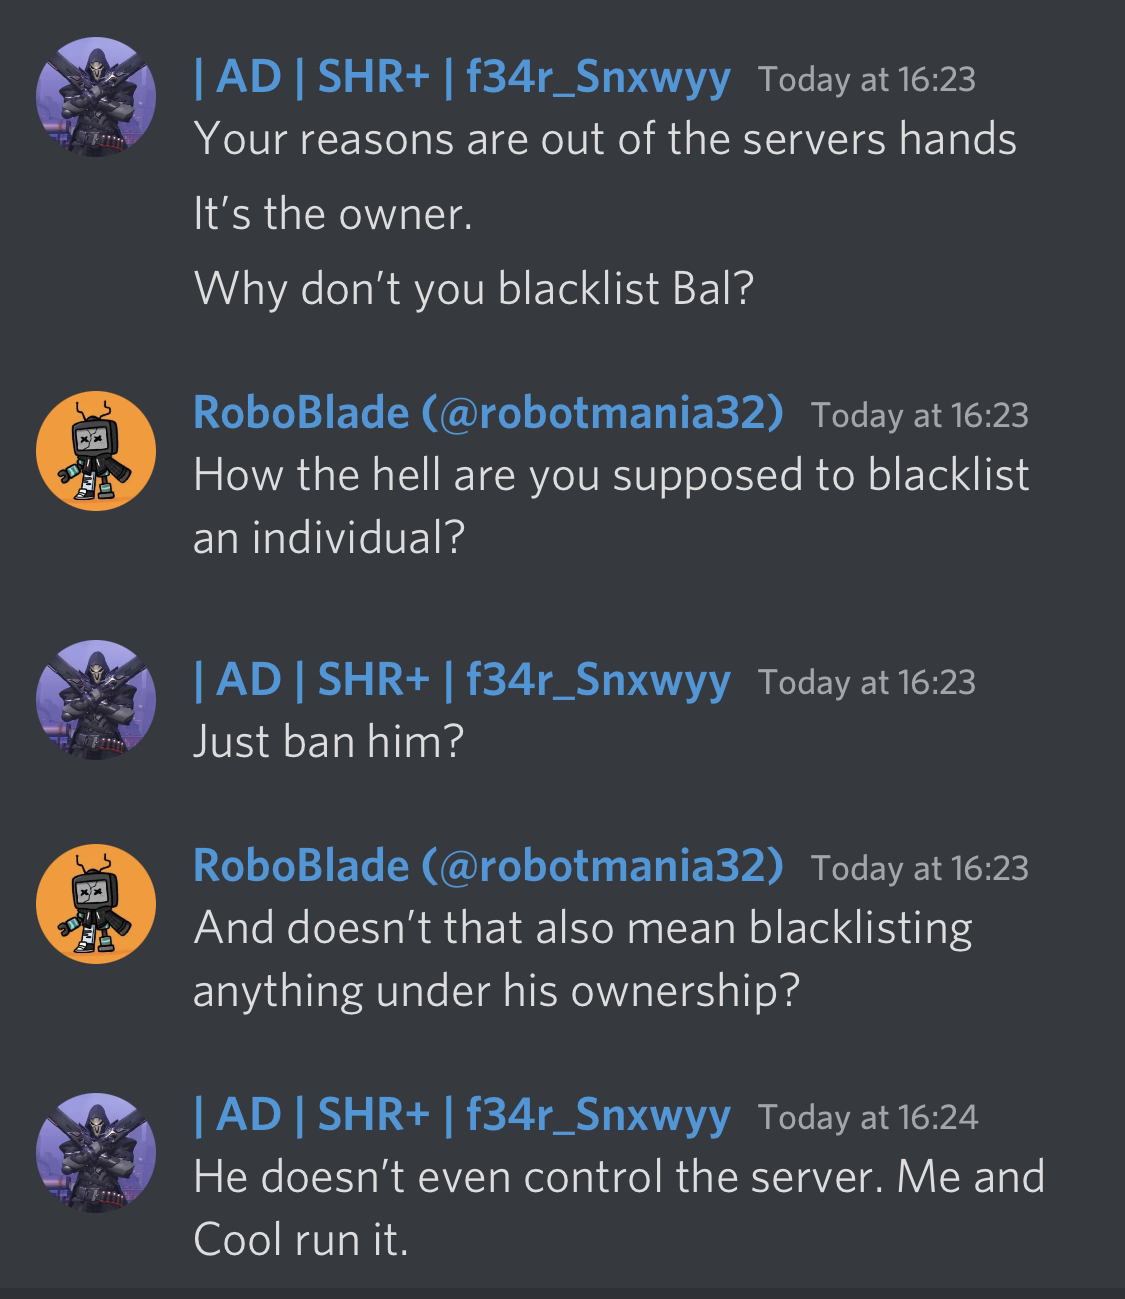 | AD | SHR+ | f34r_Snxwyy Today at 16:23
Your reasons are out of the servers hands
It’s the owner.
Why don’t you blacklist Bal?
RoboBlade (@robotmania32) Today at 16:23
How the hell are you supposed to blacklist
an individual?
| AD | SHR+ | f34r_Snxwyy Today at 16:23
Just ban him?
RoboBlade (@robotmania32) Today at 16:23
And doesn’t that also mean blacklisting
anything under his ownership?
| AD | SHR+ | f34r_Snxwyy Today at 16:24
He doesn’t even control the server. Me and
Cool run it.